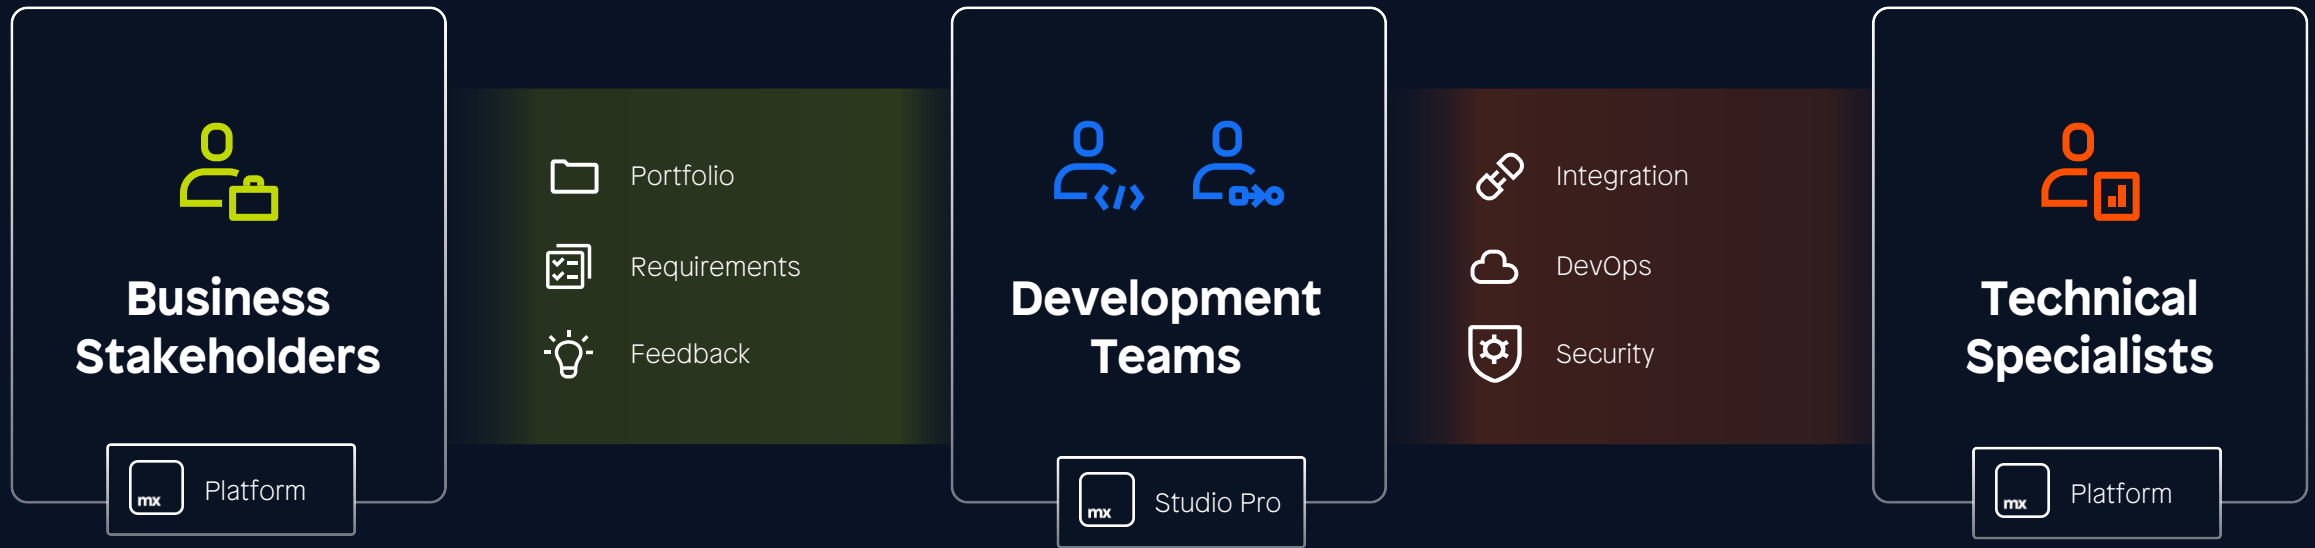 Business
Stakeholders
mx Platform
Portfolio
Requirements
Feedback
Development
Teams
mx Studio Pro
Integration
DevOps
Security
Technical
Specialists
mx Platform